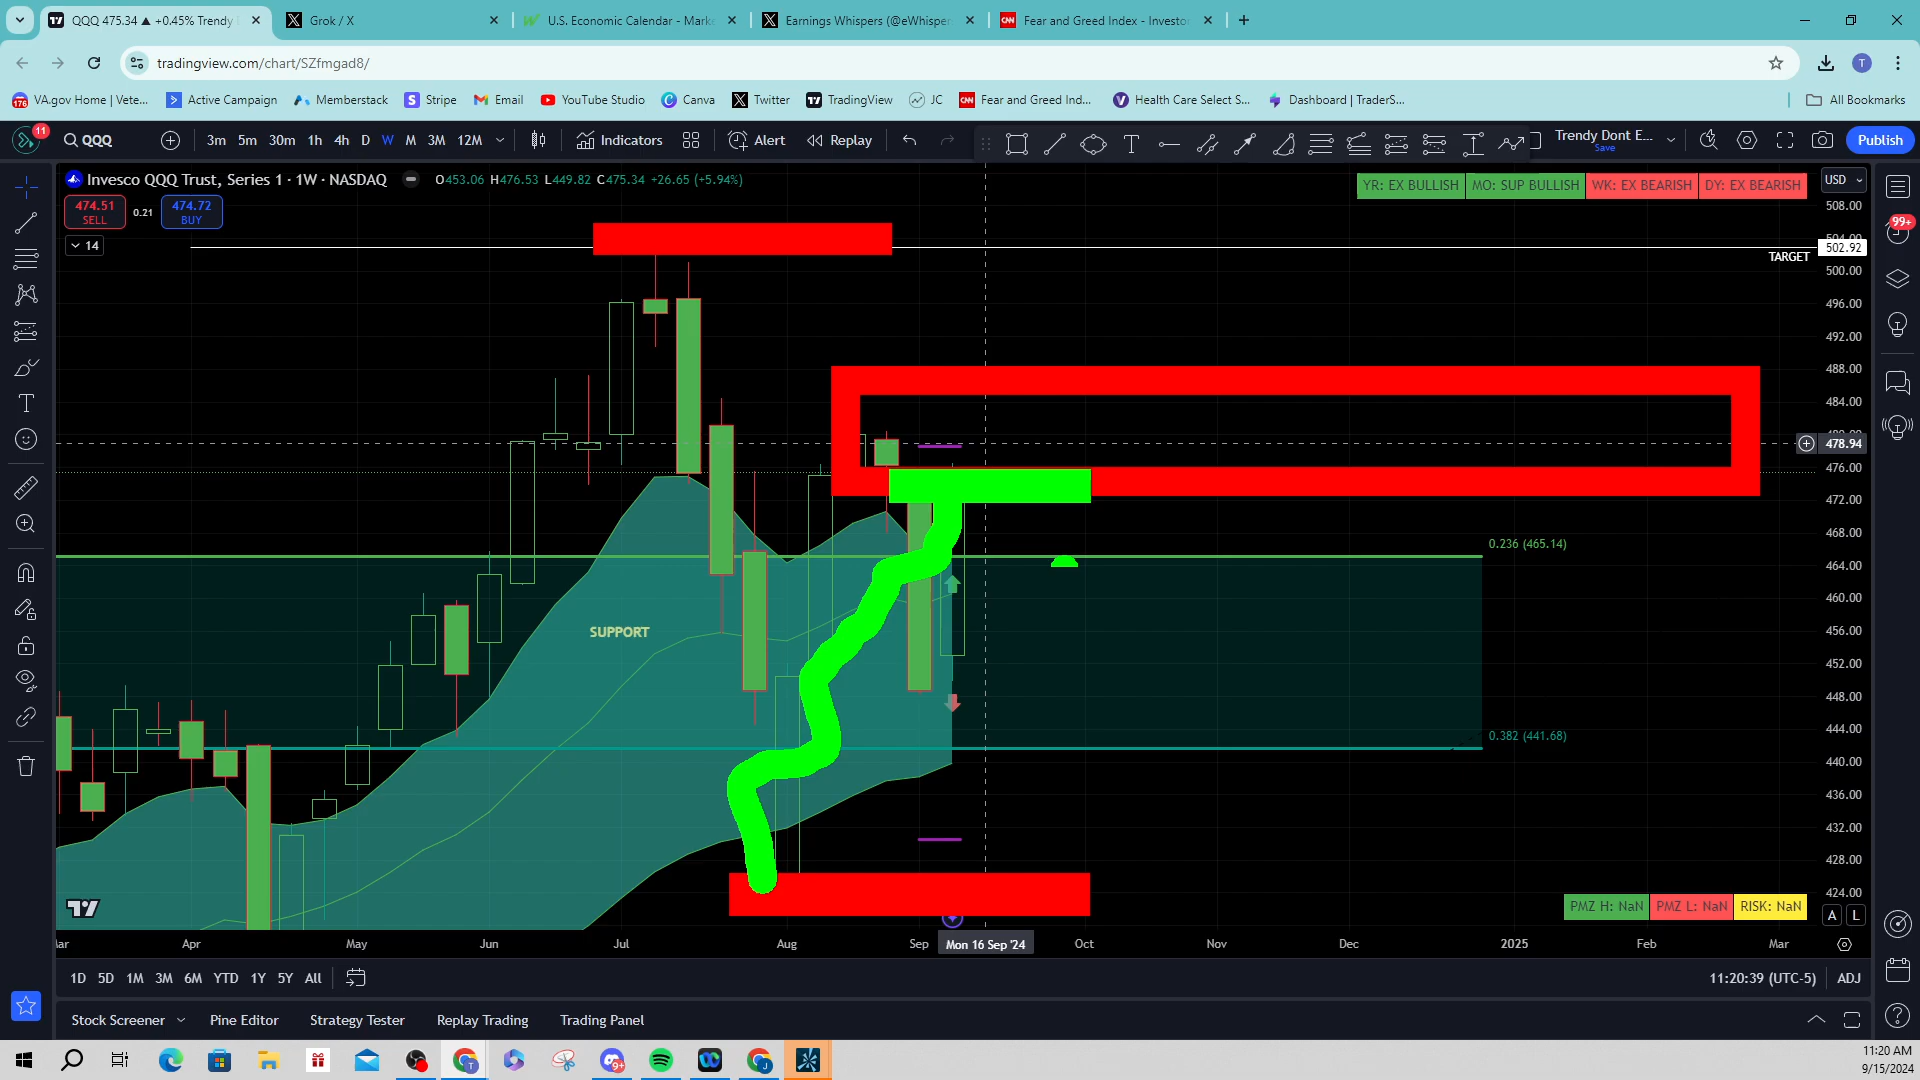 QQQ 475.34 ▲ +0.45% Trendy
Grok / X
U.S. Economic Calendar - Marke
Earnings Whispers (@eWhisper
Fear and Greed Index - Investo
tradingview.com/chart/SZfmgad8/
T
176
VA.gov Home | Vete...
Active Campaign
Memberstack
Stripe
Email
YouTube Studio
Canva
Twitter
TradingView
JC
Fear and Greed Ind...
Health Care Select S...
Dashboard | TraderS...
All Bookmarks
11
QQQ
3m 5m 30m 1h 4h D W M 3M 12M
Indicators
Alert
Replay
Trendy Dont E...
Save
Publish
Invesco QQQ Trust, Series 1 · 1W · NASDAQ
O453.06 H476.53 L449.82 C475.34 +26.65 (+5.94%)
YR: EX BULLISH
MO: SUP BULLISH
WK: EX BEARISH
DY: EX BEARISH
USD
474.51
SELL
0.21
474.72
BUY
14
508.00
504.00
502.92
TARGET
500.00
496.00
492.00
488.00
484.00
480.00
478.94
476.00
472.00
468.00
464.00
460.00
456.00
452.00
448.00
444.00
440.00
436.00
432.00
428.00
424.00
99+
0.236 (465.14)
SUPPORT
0.382 (441.68)
PMZ H: NaN
PMZ L: NaN
RISK: NaN
A L
Apr May Jun Jul Aug Sep Mon 16 Sep '24 Oct Nov Dec 2025 Feb Mar
1D 5D 1M 3M 6M YTD 1Y 5Y All
11:20:39 (UTC-5)
ADJ
Stock Screener
Pine Editor
Strategy Tester
Replay Trading
Trading Panel
11:20 AM
9/15/2024